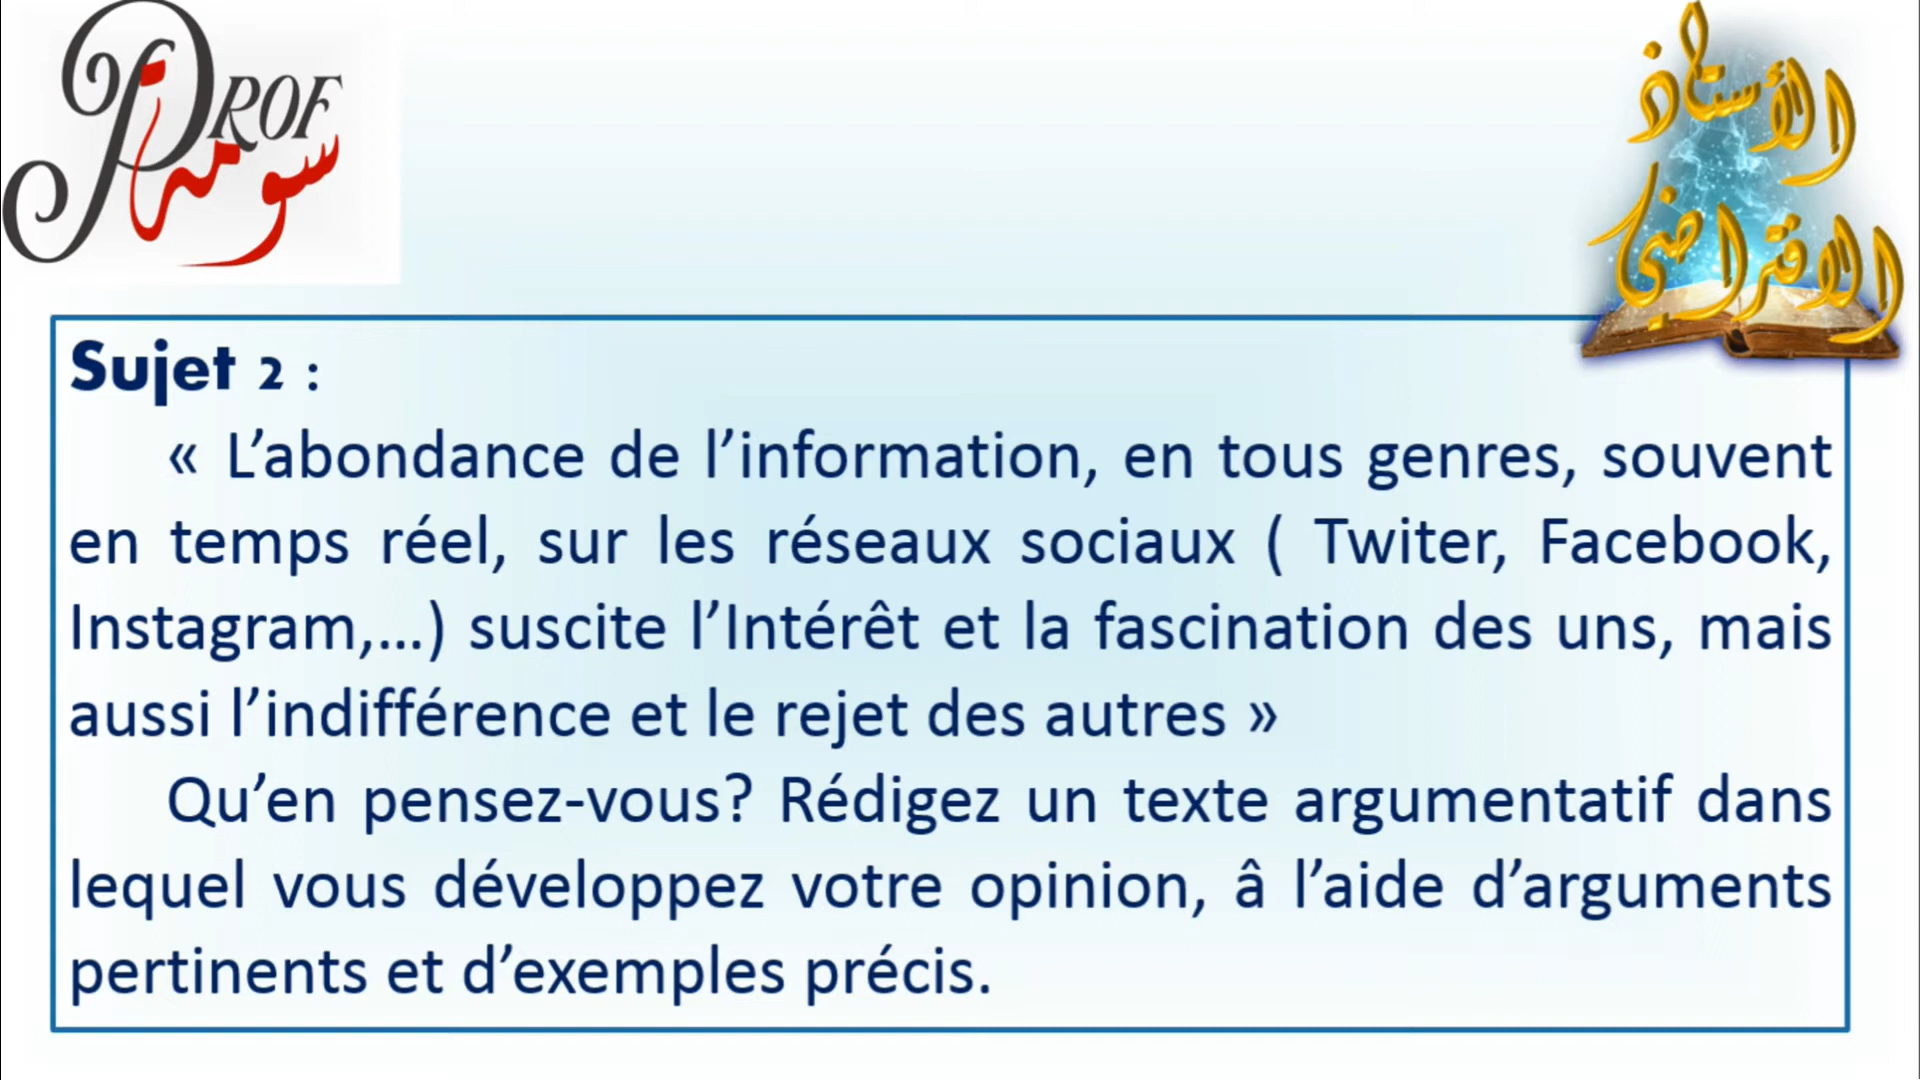 PROF
سومة
الأستاذ
الافتراضي
Sujet 2 :
« L’abondance de l’information, en tous genres, souvent
en temps réel, sur les réseaux sociaux ( Twiter, Facebook,
Instagram,...) suscite l’Intérêt et la fascination des uns, mais
aussi l’indifférence et le rejet des autres »
Qu’en pensez-vous? Rédigez un texte argumentatif dans
lequel vous développez votre opinion, â l’aide d’arguments
pertinents et d’exemples précis.